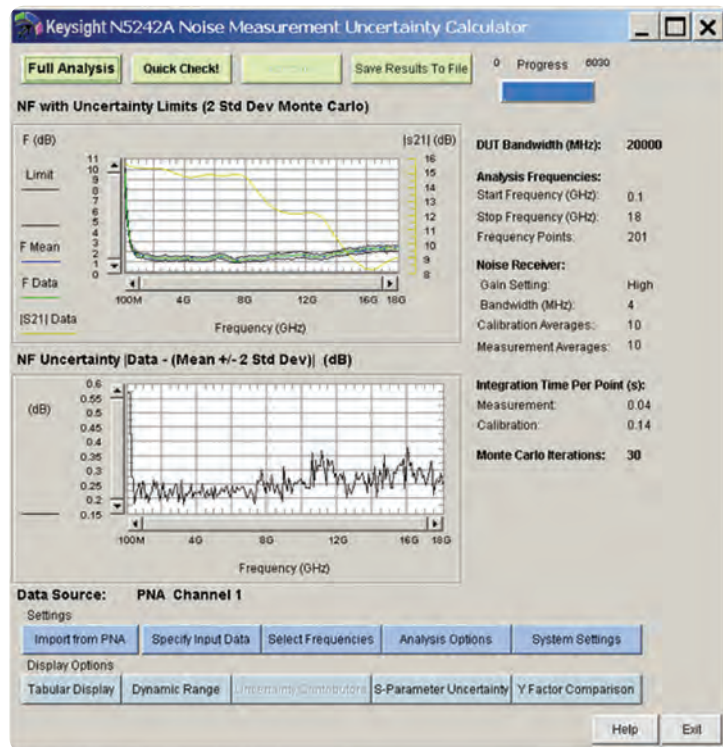 Keysight N5242A Noise Measurement Uncertainty Calculator
Full Analysis Quick Check! Save Results To File 0 Progress 6030
NF with Uncertainty Limits (2 Std Dev Monte Carlo)
F (dB) |s21| (dB)
Limit
F Mean
F Data
|S21| Data
11
10
9
8
7
6
5
4
3
2
1
0
16
15
14
13
12
11
10
9
8
100M 4G 8G 12G 16G 18G
Frequency (GHz)
DUT Bandwidth (MHz): 20000
Analysis Frequencies:
Start Frequency (GHz): 0.1
Stop Frequency (GHz): 18
Frequency Points: 201
Noise Receiver:
Gain Setting: High
Bandwidth (MHz): 4
Calibration Averages: 10
Measurement Averages: 10
Integration Time Per Point (s):
Measurement: 0.04
Calibration: 0.14
Monte Carlo Iterations: 30
NF Uncertainty |Data - (Mean +/- 2 Std Dev)| (dB)
(dB)
0.6
0.55
0.5
0.45
0.4
0.35
0.3
0.25
0.2
0.15
100M 4G 8G 12G 16G 18G
Frequency (GHz)
Data Source: PNA Channel 1
Settings
Import from PNA Specify Input Data Select Frequencies Analysis Options System Settings
Display Options
Tabular Display Dynamic Range Uncertainty Contributors S-Parameter Uncertainty Y Factor Comparison
Help Exit